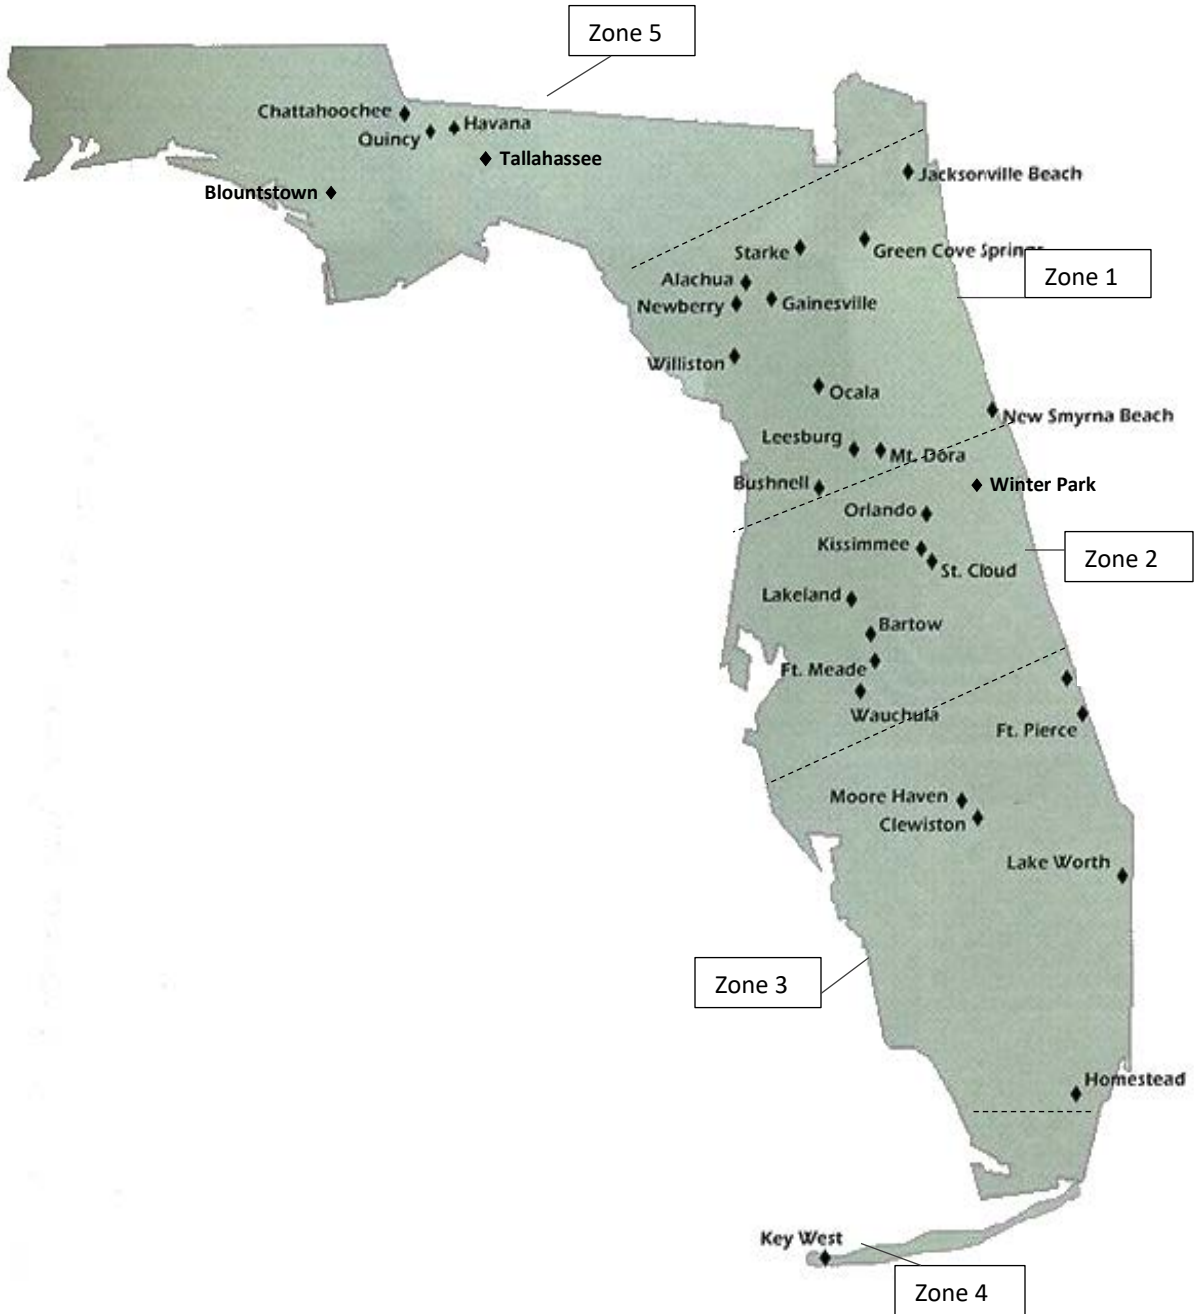 Zone 5
Chattahoochee
Havana
Quincy
Tallahassee
Blountstown
Jacksonville Beach
Starke
Green Cove Springs
Zone 1
Alachua
Newberry
Gainesville
Williston
Ocala
New Smyrna Beach
Leesburg
Mt. Dora
Bushnell
Winter Park
Orlando
Kissimmee
Zone 2
St. Cloud
Lakeland
Bartow
Ft. Meade
Wauchula
Ft. Pierce
Moore Haven
Clewiston
Lake Worth
Zone 3
Homestead
Key West
Zone 4